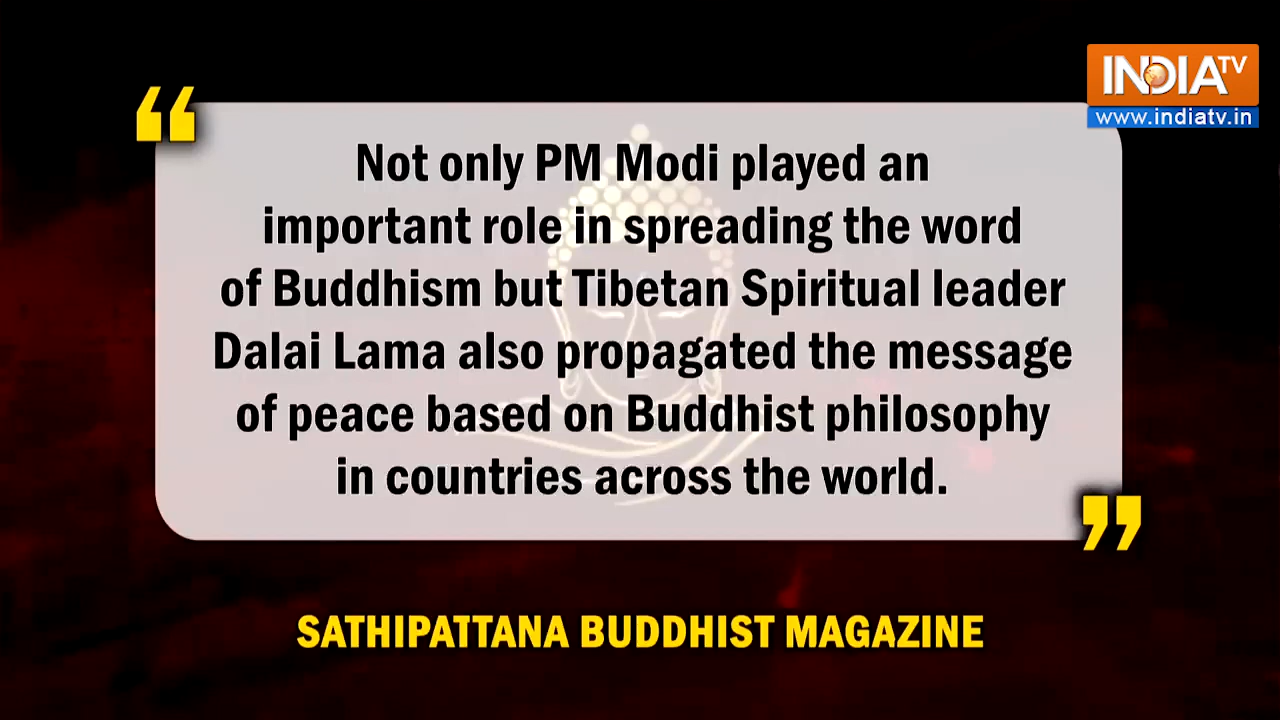 INDIA TV
www.indiatv.in
“
Not only PM Modi played an
important role in spreading the word
of Buddhism but Tibetan Spiritual leader
Dalai Lama also propagated the message
of peace based on Buddhist philosophy
in countries across the world.
”
SATHIPATTANA BUDDHIST MAGAZINE